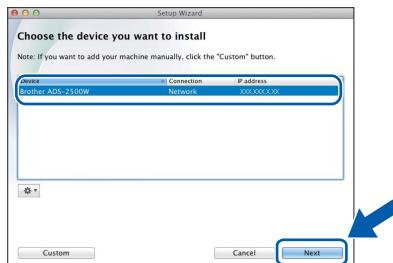 Setup Wizard
Choose the device you want to install
Note: If you want to add your machine manually, click the "Custom" button.
Device Connection IP address
Brother ADS-2500W Network XXX.XXX.X.XX
Custom Cancel Next